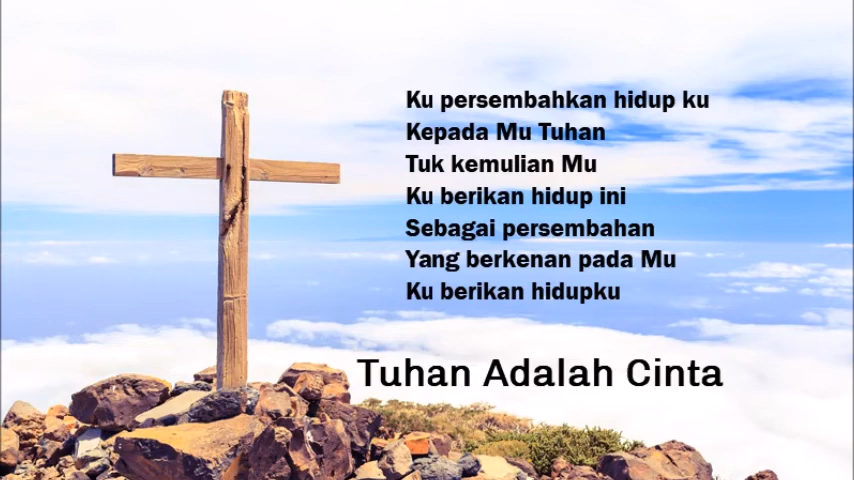 Ku persembahkan hidup ku
Kepada Mu Tuhan
Tuk kemulian Mu
Ku berikan hidup ini
Sebagai persembahan
Yang berkenan pada Mu
Ku berikan hidupku
Tuhan Adalah Cinta